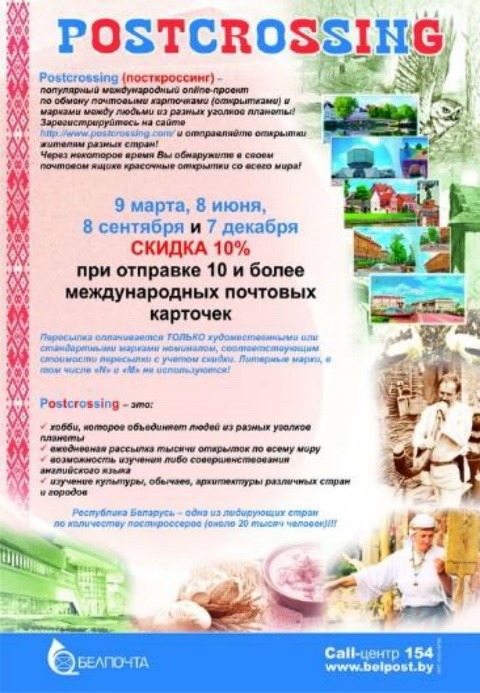 POSTCROSSING
Postcrossing (посткроссинг) –
популярный международный online-проект
по обмену почтовыми карточками (открытками) и
марками между людьми из разных уголков планеты!
Зарегистрируйтесь на сайте
http://www.postcrossing.com/ и отправляйте открытки
жителям разных стран!
Через некоторое время Вы обнаружите в своем
почтовом ящике красочные открытки со всего мира!
9 марта, 8 июня,
8 сентября и 7 декабря
СКИДКА 10%
при отправке 10 и более
международных почтовых
карточек
Пересылка оплачивается ТОЛЬКО художественными или
стандартными марками номиналом, соответствующим
стоимости пересылки с учетом скидки. Литерные марки, в
том числе «N» и «M» не используются!
Postcrossing – это:
✓ хобби, которое объединяет людей из разных уголков
планеты
✓ ежедневная рассылка тысячи открыток по всему миру
✓ возможность изучения либо совершенствования
английского языка
✓ изучение культуры, обычаев, архитектуры различных стран
и городов
Республика Беларусь – одна из лидирующих стран
по количеству посткроссеров (около 20 тысяч человек)!!!
БЕЛПОЧТА
Call-центр 154
www.belpost.by